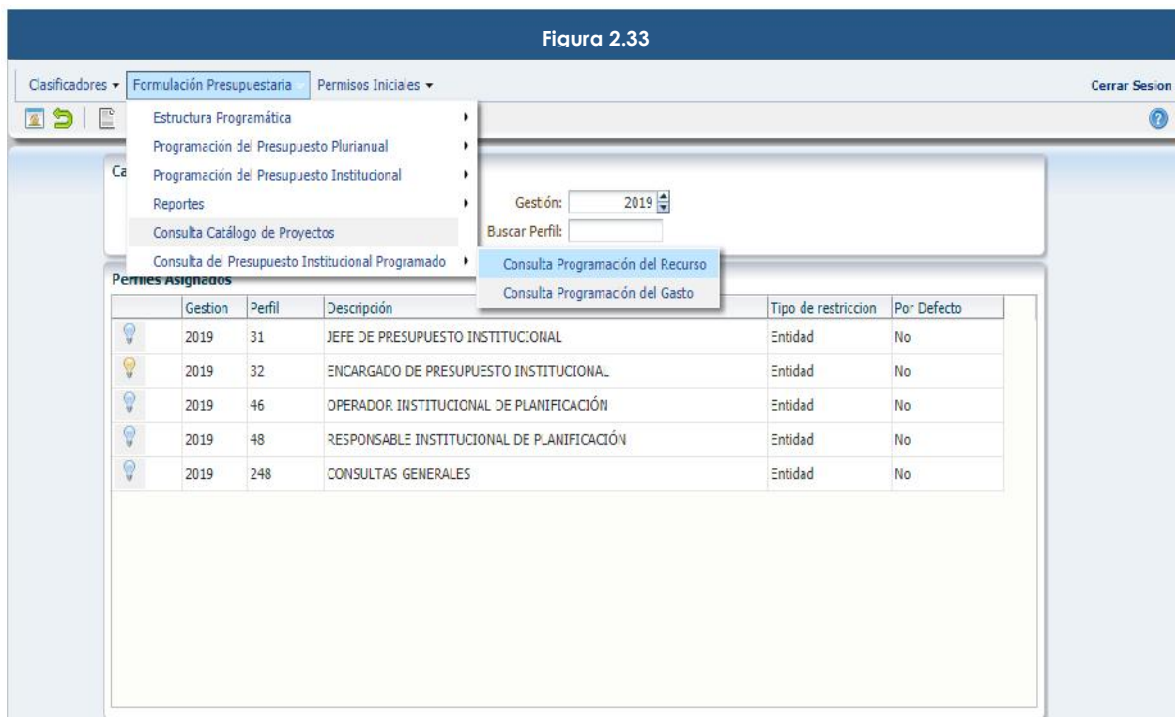 Figura 2.33
Clasificadores Formulación Presupuestaria Permisos Iniciales Cerrar Sesion
Estructura Programática
Programación del Presupuesto Plurianual
Ca Programación del Presupuesto Institucional
Reportes Gestión: 2019
Consulta Catálogo de Proyectos Buscar Perfil:
Consulta del Presupuesto Institucional Programado Consulta Programación del Recurso
Consulta Programación del Gasto
Perfiles Asignados
Gestion Perfil Descripción Tipo de restriccion Por Defecto
2019 31 JEFE DE PRESUPUESTO INSTITUCIONAL Entidad No
2019 32 ENCARGADO DE PRESUPUESTO INSTITUCIONAL Entidad No
2019 46 OPERADOR INSTITUCIONAL DE PLANIFICACIÓN Entidad No
2019 48 RESPONSABLE INSTITUCIONAL DE PLANIFICACIÓN Entidad No
2019 248 CONSULTAS GENERALES Entidad No